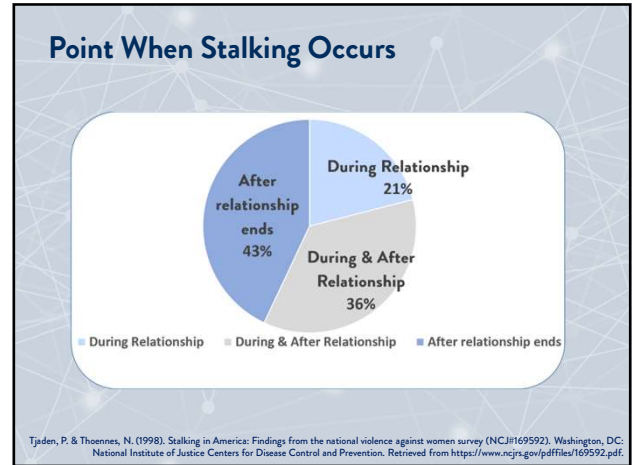 Point When Stalking Occurs
During Relationship
21%
During & After
Relationship
36%
After
relationship
ends
43%
During Relationship
During & After Relationship
After relationship ends
Tjaden, P. & Thoennes, N. (1998). Stalking in America: Findings from the national violence against women survey (NCJ#169592). Washington, DC:
National Institute of Justice Centers for Disease Control and Prevention. Retrieved from https://www.ncjrs.gov/pdffiles/169592.pdf.